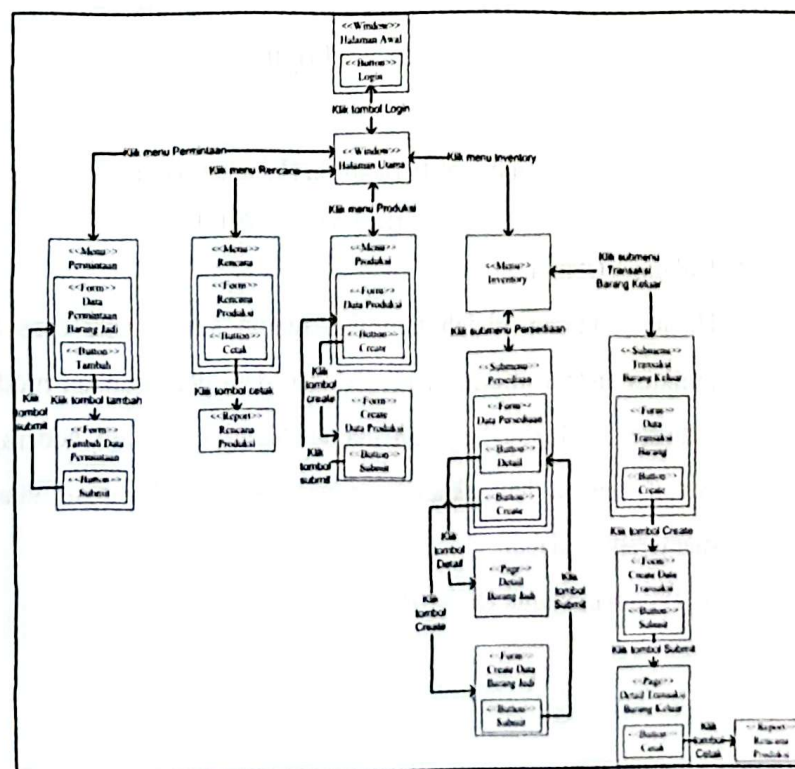 <<Window>>
Halaman Awal
<<Button>>
Login
Klik tombol Login
<<Window>>
Halaman Utama
Klik menu Permintaan
Klik menu Rencana
Klik menu Produksi
Klik menu Inventory
<<Menu>>
Permintaan
<<Form>>
Data
Permintaan
Barang Jadi
<<Button>>
Tambah
Klik
tombol
submit
Klik tombol tambah
<<Form>>
Tambah Data
Permintaan
<<Button>>
Submit
<<Menu>>
Rencana
<<Form>>
Rencana
Produksi
<<Button>>
Cetak
Klik tombol cetak
<<Report>>
Rencana
Produksi
<<Menu>>
Produksi
<<Form>>
Data Produksi
<<Button>>
Create
Klik
tombol
create
<<Form>>
Create
Data Produksi
<<Button>>
Submit
Klik
tombol
submit
<<Menu>>
Inventory
Klik submenu
Transaksi
Barang Keluar
Klik submenu Persediaan
<<Submenu>>
Persediaan
<<Form>>
Data Persediaan
<<Button>>
Detail
<<Button>>
Create
Klik
tombol
Detail
<<Page>>
Detail
Barang Jadi
Klik
tombol
Submit
Klik
tombol
Create
<<Form>>
Create Data
Barang Jadi
<<Button>>
Submit
<<Submenu>>
Transaksi
Barang Keluar
<<Form>>
Data
Transaksi
Barang
<<Button>>
Create
Klik tombol Create
<<Form>>
Create Data
Transaksi
<<Button>>
Submit
Klik tombol Submit
<<Page>>
Detail Transaksi
Barang Keluar
<<Button>>
Cetak
Klik
tombol
Cetak
<<Report>>
Rencana
Produksi